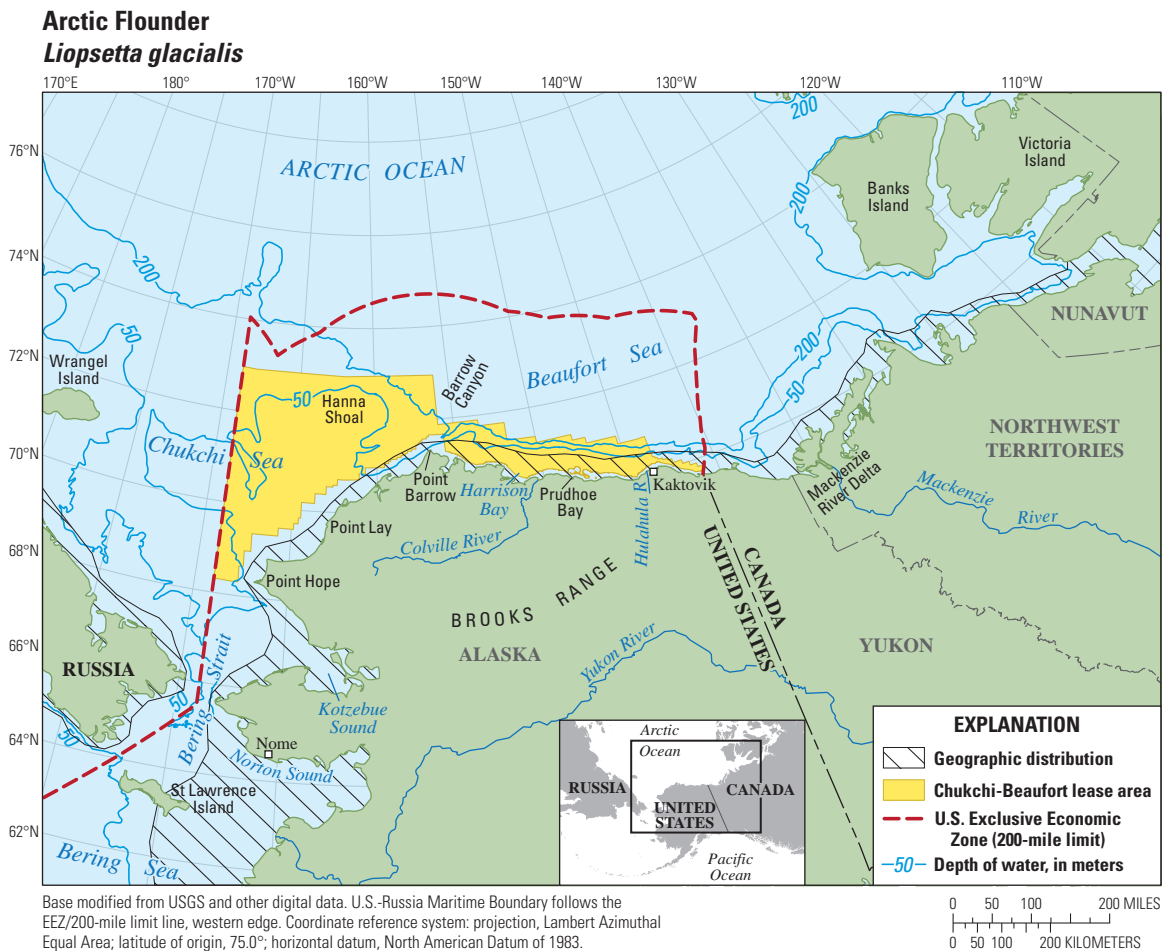 Arctic Flounder
Liopsetta glacialis
170°E
180°
170°W
160°W
150°W
140°W
130°W
120°W
110°W
200
76°N
ARCTIC OCEAN
Victoria
Island
Banks
Island
200
74°N
200
NUNAVUT
50
72°N
Wrangel
Island
Beaufort Sea
200
Barrow
Canyon
50
50
Hanna
Shoal
NORTHWEST
TERRITORIES
Chukchi
Sea
70°N
Point
Barrow
Harrison
Bay
Prudhoe
Bay
Hulahula R.
Kaktovik
Mackenzie
River Delta
Mackenzie
River
Point Lay
Colville River
68°N
Point Hope
CANADA
UNITED STATES
BROOKS RANGE
66°N
RUSSIA
ALASKA
Yukon River
YUKON
Bering Strait
50
Kotzebue
Sound
64°N
50
Nome
Norton Sound
St Lawrence
Island
62°N
Bering Sea
Arctic
Ocean
RUSSIA
CANADA
UNITED
STATES
Pacific
Ocean
EXPLANATION
Geographic distribution
Chukchi-Beaufort lease area
U.S. Exclusive Economic
Zone (200-mile limit)
50
Depth of water, in meters
Base modified from USGS and other digital data. U.S.-Russia Maritime Boundary follows the
EEZ/200-mile limit line, western edge. Coordinate reference system: projection, Lambert Azimuthal
Equal Area; latitude of origin, 75.0°; horizontal datum, North American Datum of 1983.
0 50 100 200 MILES
0 50 100 200 KILOMETERS